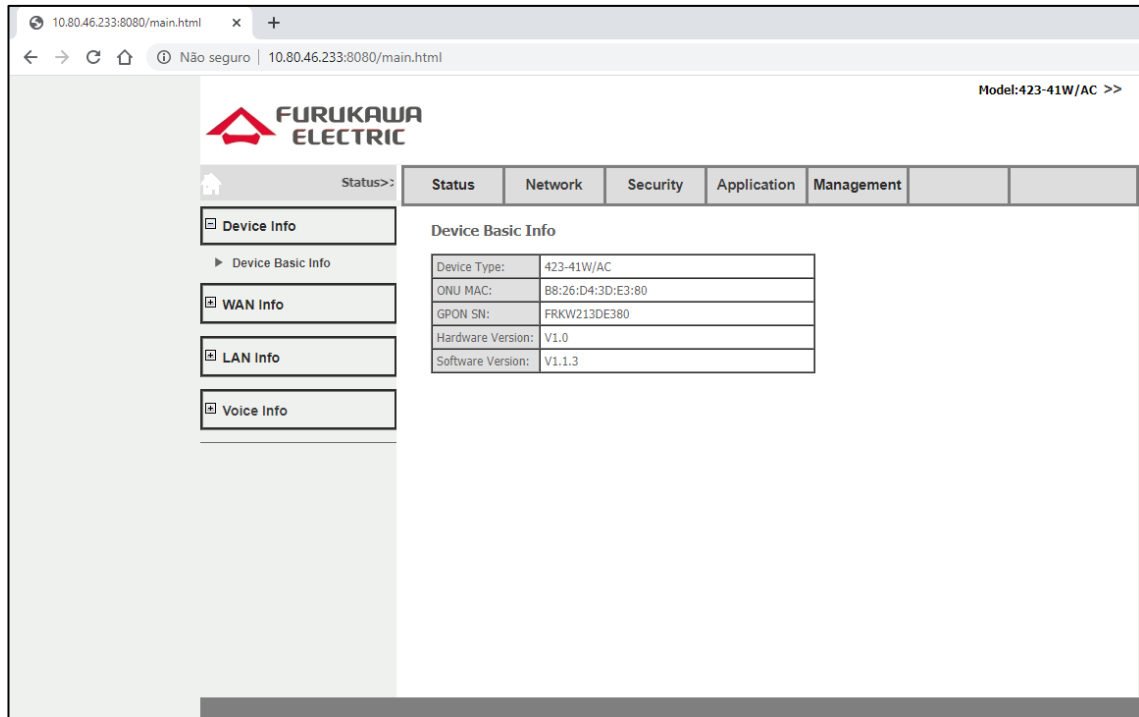 10.80.46.233:8080/main.html
Não seguro | 10.80.46.233:8080/main.html
Model:423-41W/AC >>
FURUKAWA
ELECTRIC
Status>:
Status Network Security Application Management
Device Info
Device Basic Info
WAN Info
LAN Info
Voice Info
Device Basic Info
Device Type: 423-41W/AC
ONU MAC: B8:26:D4:3D:E3:80
GPON SN: FRKW213DE380
Hardware Version: V1.0
Software Version: V1.1.3